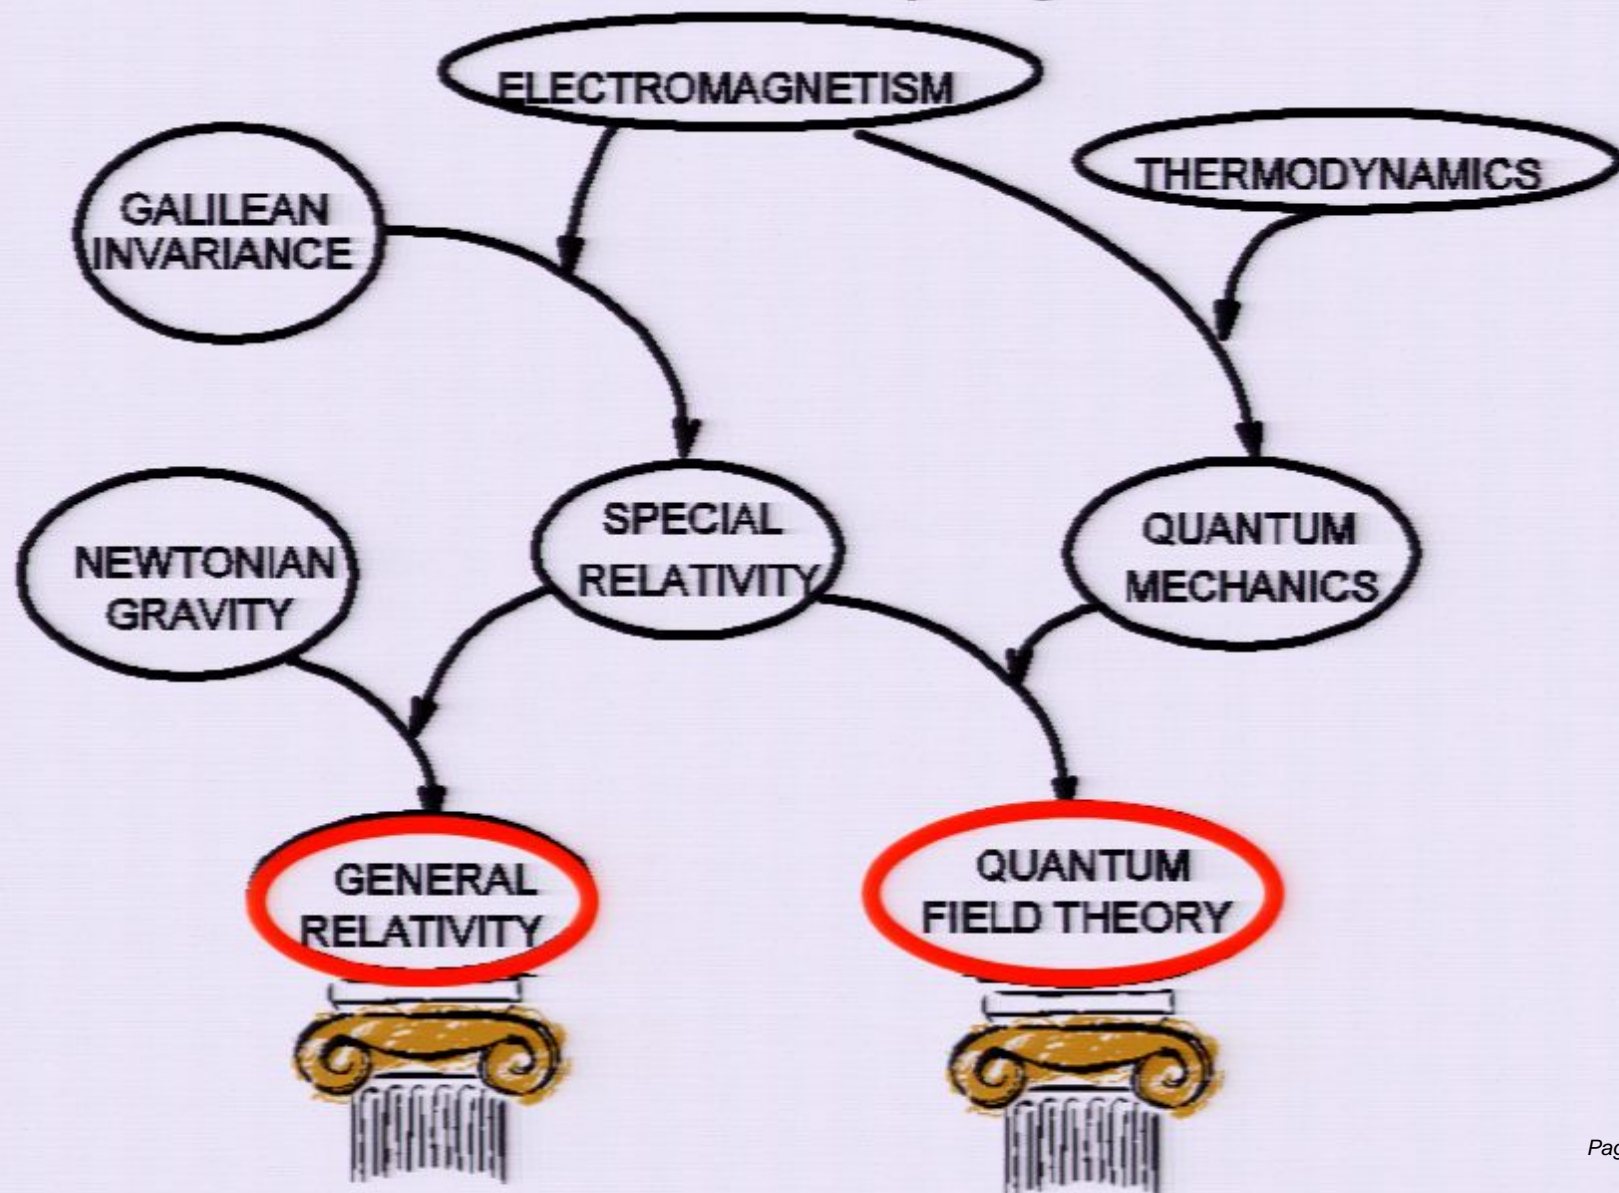 ELECTROMAGNETISM
THERMODYNAMICS
GALILEAN
INVARIANCE
SPECIAL
RELATIVITY
QUANTUM
MECHANICS
NEWTONIAN
GRAVITY
GENERAL
RELATIVITY
QUANTUM
FIELD THEORY